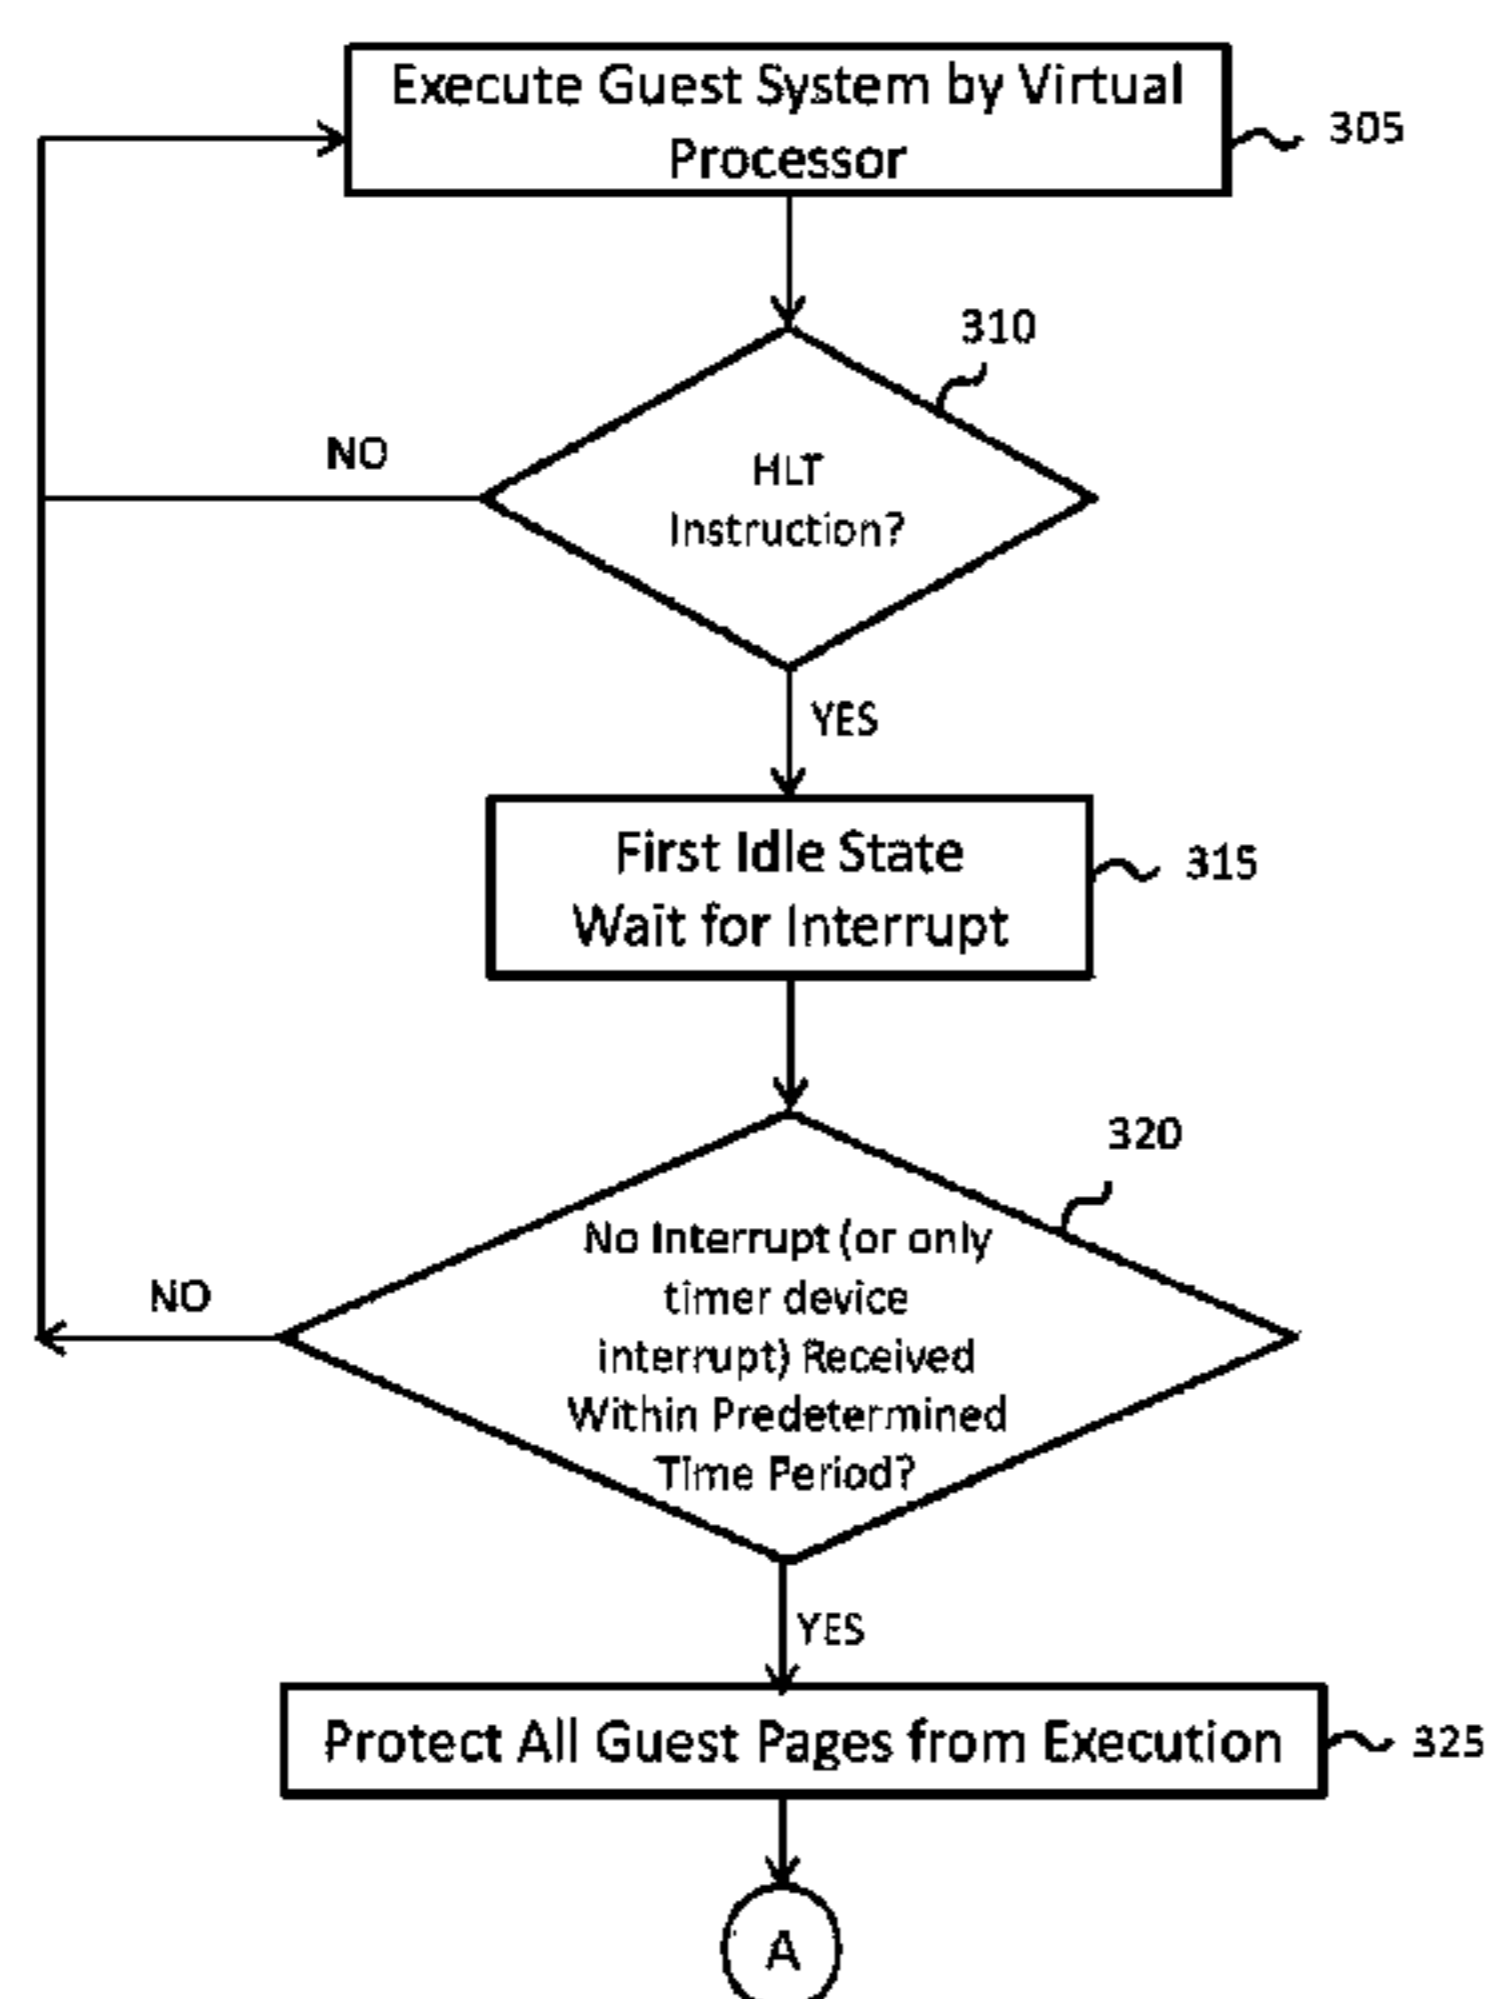 Execute Guest System by Virtual
Processor
305
310
NO
HLT
Instruction?
YES
First Idle State
Wait for Interrupt
315
320
No Interrupt (or only
timer device
interrupt) Received
Within Predetermined
Time Period?
NO
YES
Protect All Guest Pages from Execution
325
A